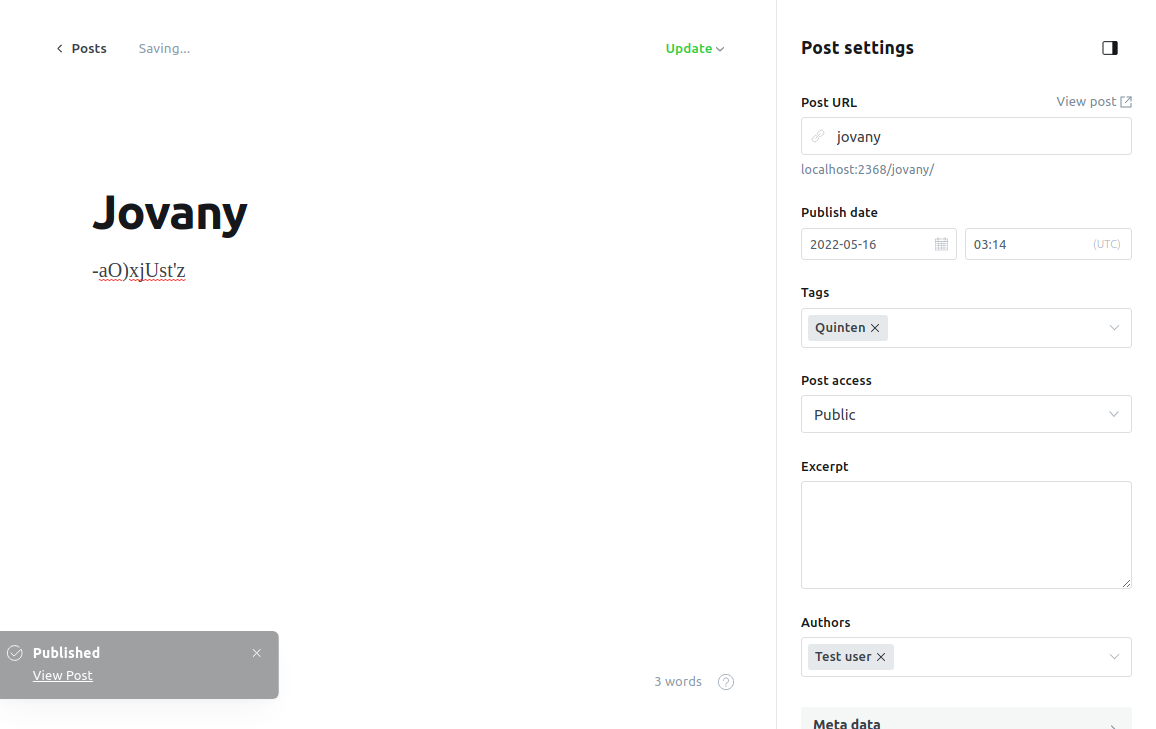 Posts
Saving...
Update
Jovany
-aO)xjUst'z
Published
View Post
3 words
?
Post settings
Post URL
View post
jovany
localhost:2368/jovany/
Publish date
2022-05-16
03:14
(UTC)
Tags
Quinten
Post access
Public
Excerpt
Authors
Test user
Meta data